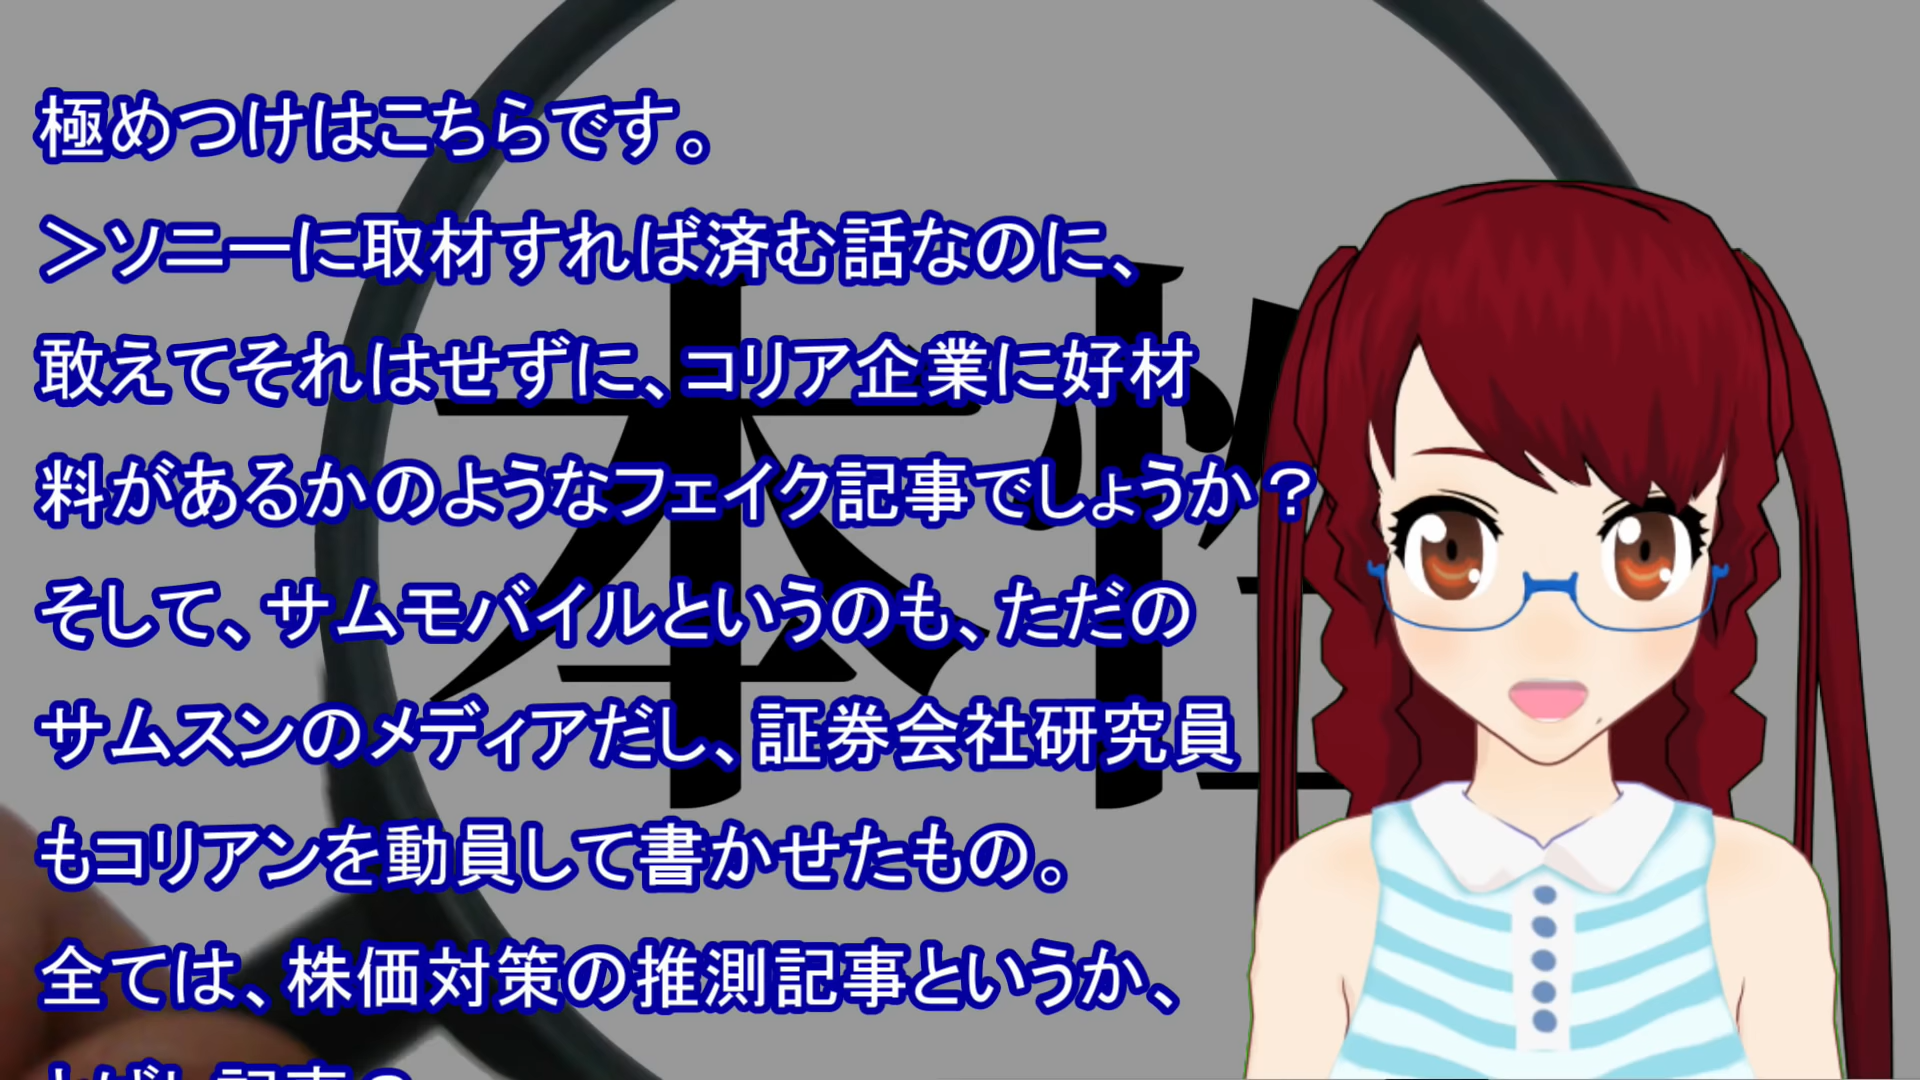 極めつけはこちらです。
＞ソニーに取材すれば済む話なのに、
敢えてそれはせずに、コリア企業に好材
料があるかのようなフェイク記事でしょうか？
そして、サムモバイルというのも、ただの
サムスンのメディアだし、証券会社研究員
もコリアンを動員して書かせたもの。
全ては、株価対策の推測記事というか、
本性